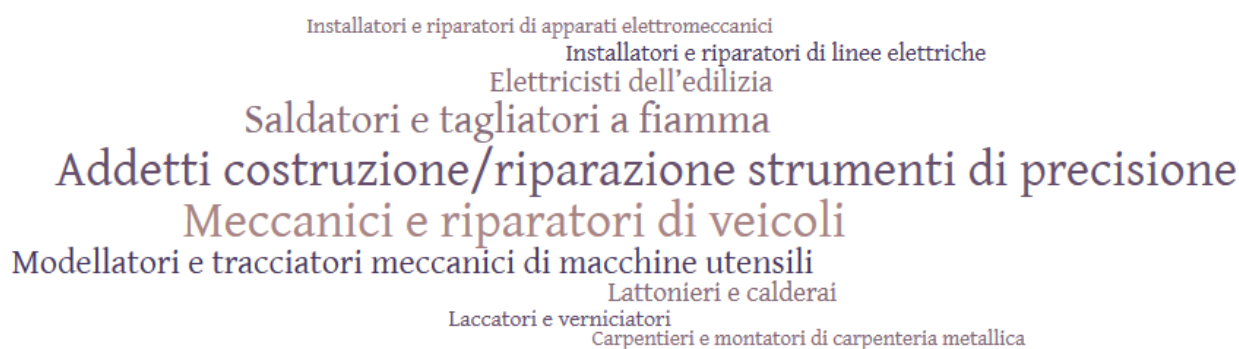 Installatori e riparatori di apparati elettromeccanici
Installatori e riparatori di linee elettriche
Elettricisti dell’edilizia
Saldatori e tagliatori a fiamma
Addetti costruzione/riparazione strumenti di precisione
Meccanici e riparatori di veicoli
Modellatori e tracciatori meccanici di macchine utensili
Lattonieri e calderai
Laccatori e verniciatori
Carpentieri e montatori di carpenteria metallica